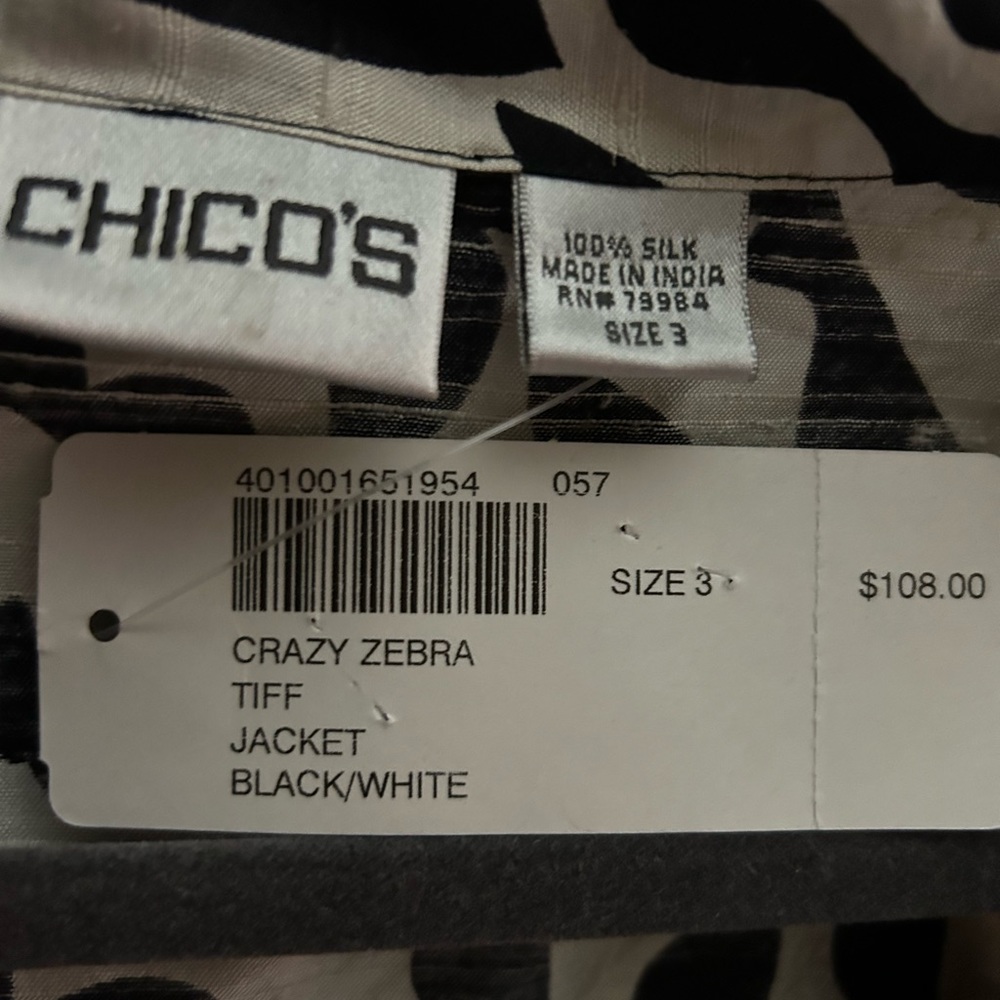 CHICO'S
100% SILK
MADE IN INDIA
RN# 79984
SIZE 3
401001651954 057
SIZE 3
$108.00
CRAZY ZEBRA
TIFF
JACKET
BLACK/WHITE